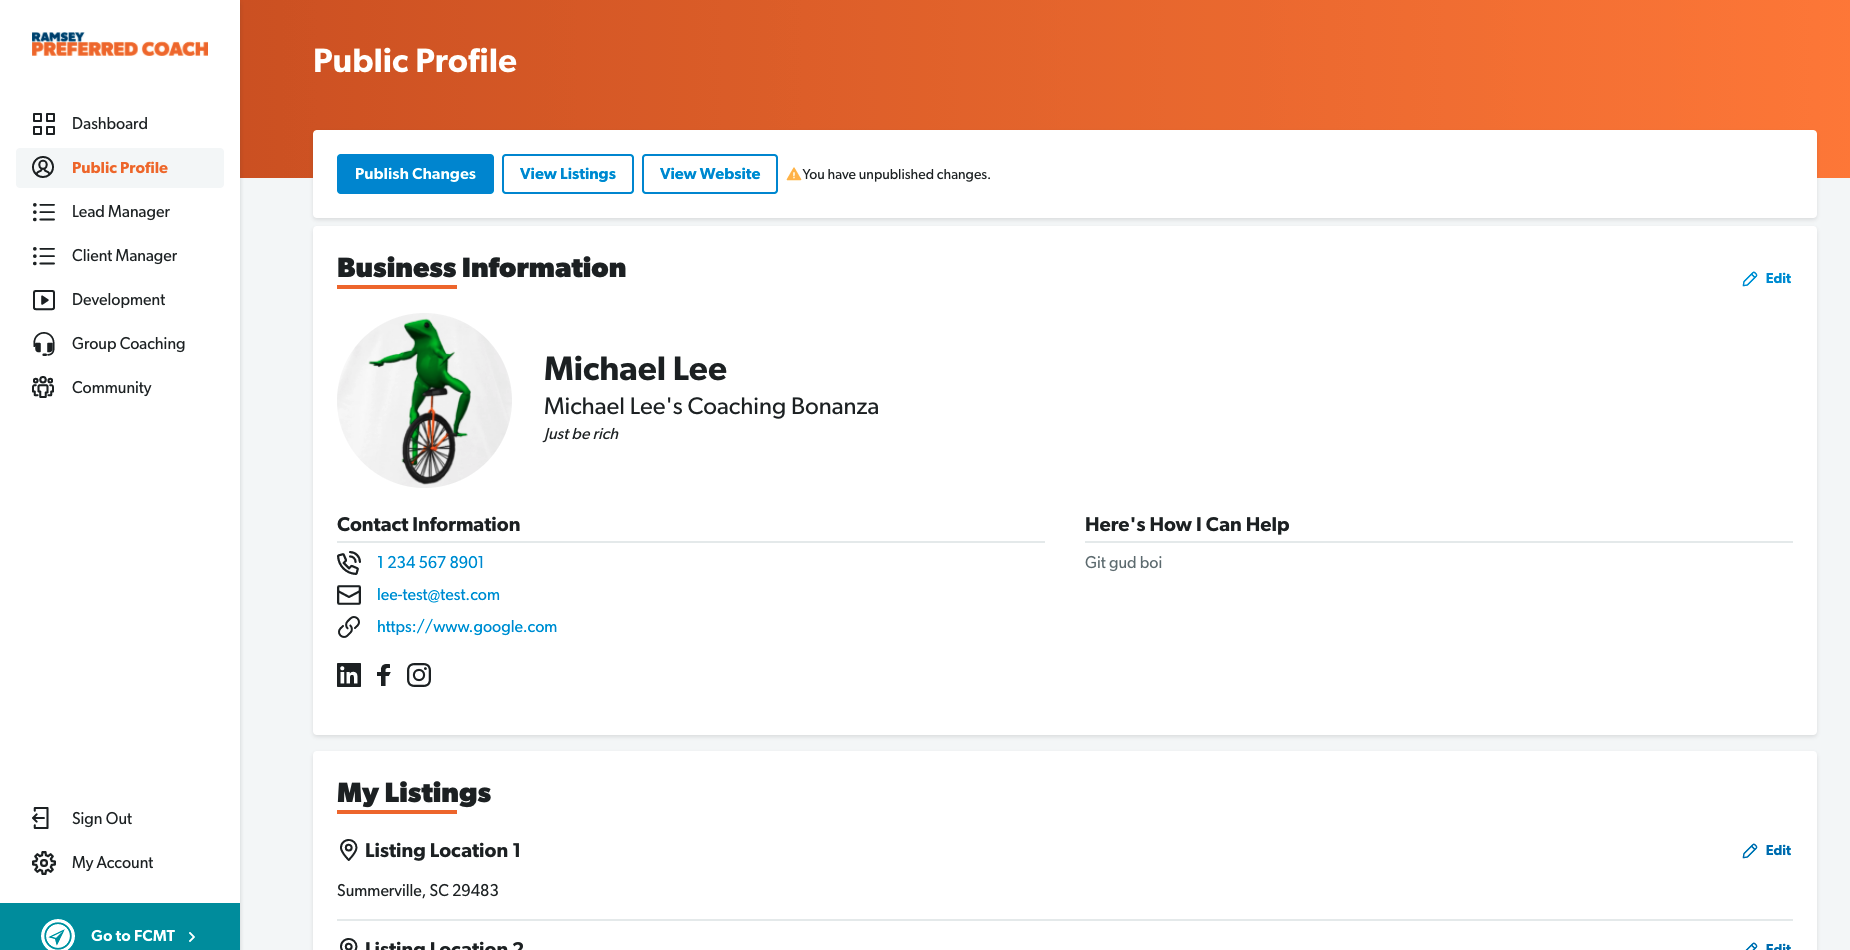 RAMSEY
PREFERRED COACH
Dashboard
Public Profile
Lead Manager
Client Manager
Development
Group Coaching
Community
Sign Out
My Account
Go to FCMT
Public Profile
Publish Changes
View Listings
View Website
You have unpublished changes.
Business Information
Edit
Michael Lee
Michael Lee's Coaching Bonanza
Just be rich
Contact Information
1 234 567 8901
lee-test@test.com
https://www.google.com
Here's How I Can Help
Git gud boi
My Listings
Listing Location 1
Edit
Summerville, SC 29483
Listing Location 2
Edit